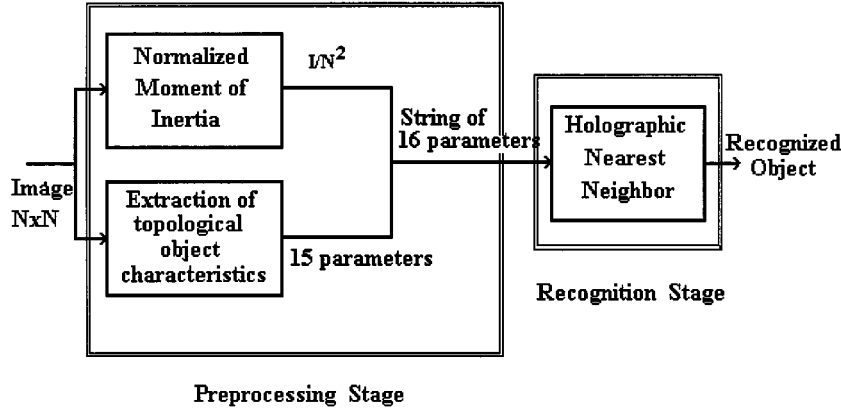 Normalized
Moment of
Inertia
I/N²
Image
NxN
Extraction of
topological
object
characteristics
15 parameters
String of
16 parameters
Holographic
Nearest
Neighbor
Recognized
Object
Recognition Stage
Preprocessing Stage